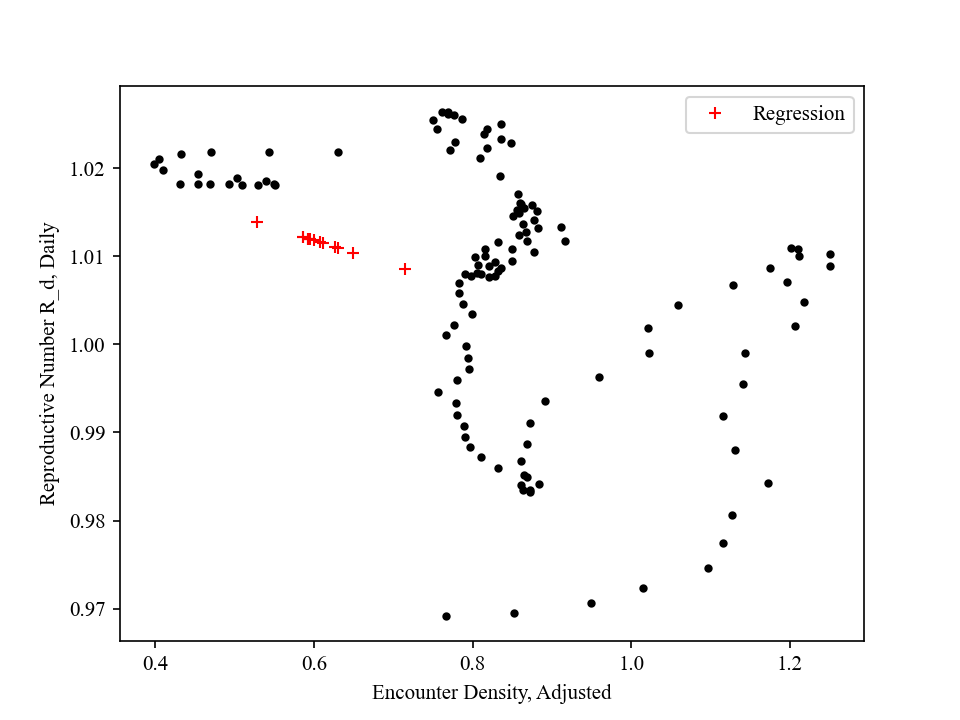 Regression
1.02
1.01
1.00
0.99
0.98
0.97
Reproductive Number R_d, Daily
0.4 0.6 0.8 1.0 1.2
Encounter Density, Adjusted